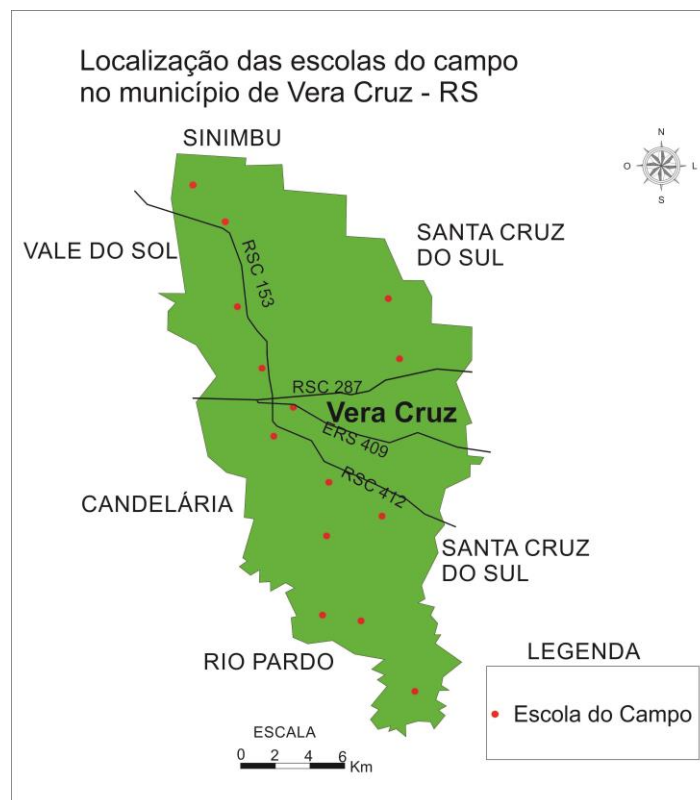 Localização das escolas do campo
no município de Vera Cruz - RS
SINIMBU
N
O
L
S
VALE DO SOL
SANTA CRUZ
DO SUL
RSC 153
RSC 287
Vera Cruz
ERS 409
RSC 412
CANDELÁRIA
SANTA CRUZ
DO SUL
RIO PARDO
LEGENDA
Escola do Campo
ESCALA
0 2 4 6
Km